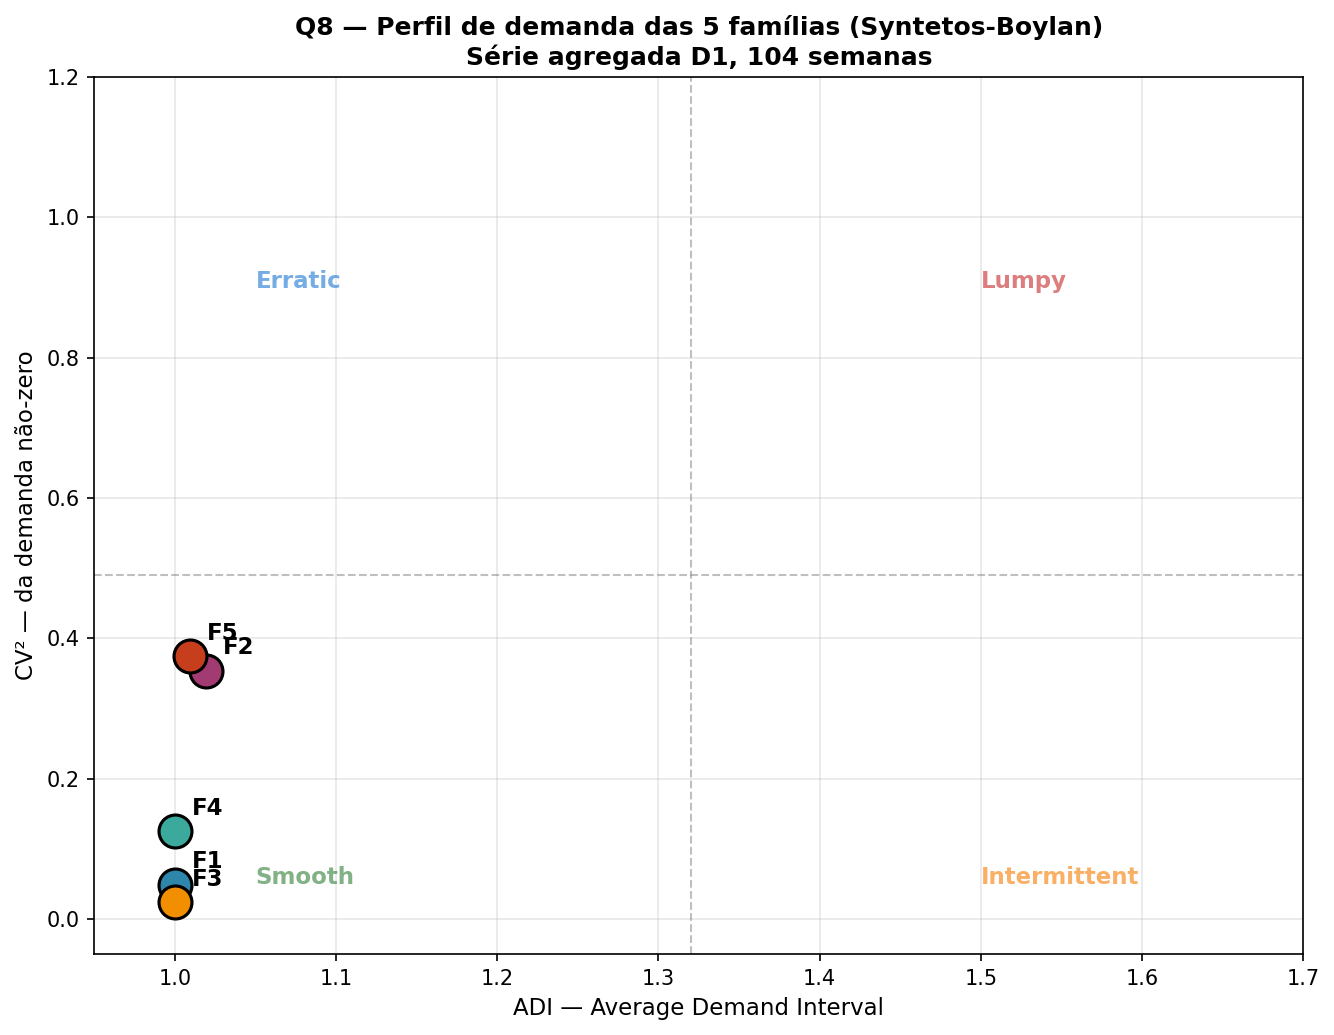 Q8 — Perfil de demanda das 5 famílias (Syntetos-Boylan)
Série agregada D1, 104 semanas
1.2
1.0
0.8
0.6
0.4
0.2
0.0
CV² — da demanda não-zero
Erratic
Lumpy
F5
F2
F4
F1
F3
Smooth
Intermittent
1.0 1.1 1.2 1.3 1.4 1.5 1.6 1.7
ADI — Average Demand Interval